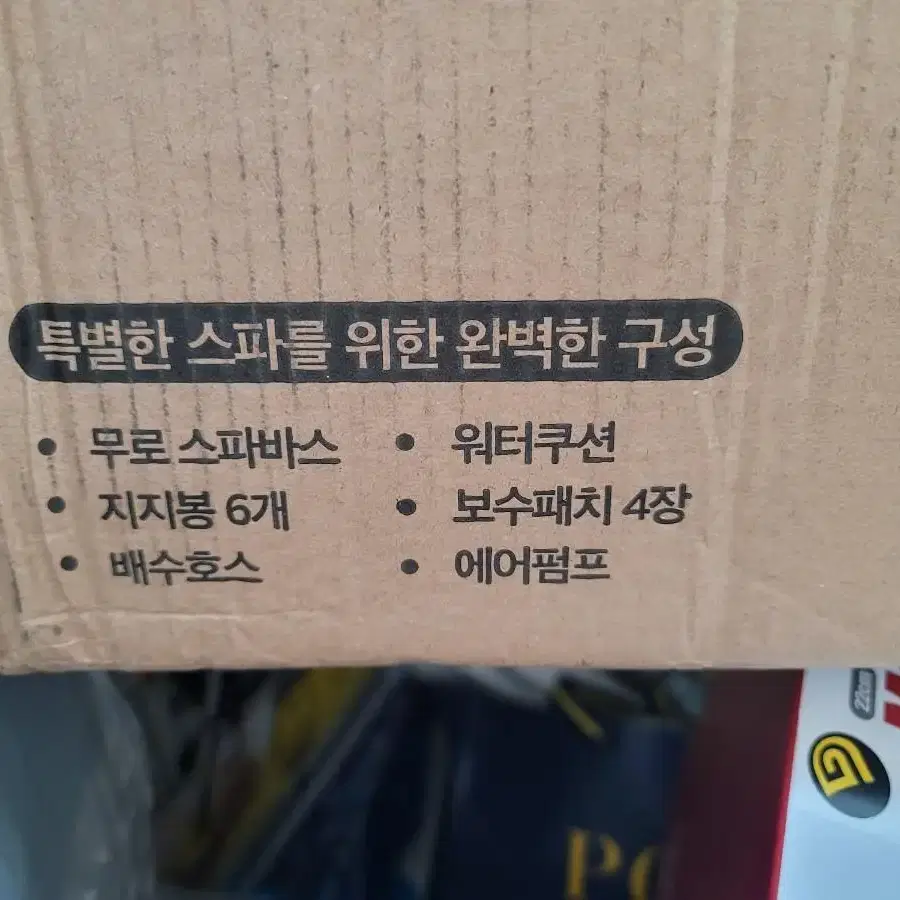 특별한 스파를 위한 완벽한 구성
• 무로 스파바스
• 지지봉 6개
• 배수호스
• 워터쿠션
• 보수패치 4장
• 에어펌프
22cm